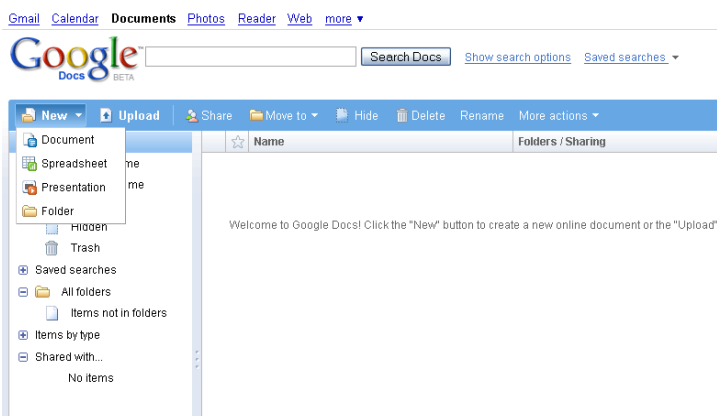 Gmail Calendar Documents Photos Reader Web more ▼
Google
Docs BETA
Search Docs Show search options Saved searches
New Upload Share Move to Hide Delete Rename More actions
Document
Spreadsheet
Presentation
Folder
me
me
Name Folders / Sharing
Welcome to Google Docs! Click the "New" button to create a new online document or the "Upload"
Hidden
Trash
Saved searches
All folders
Items not in folders
Items by type
Shared with...
No items